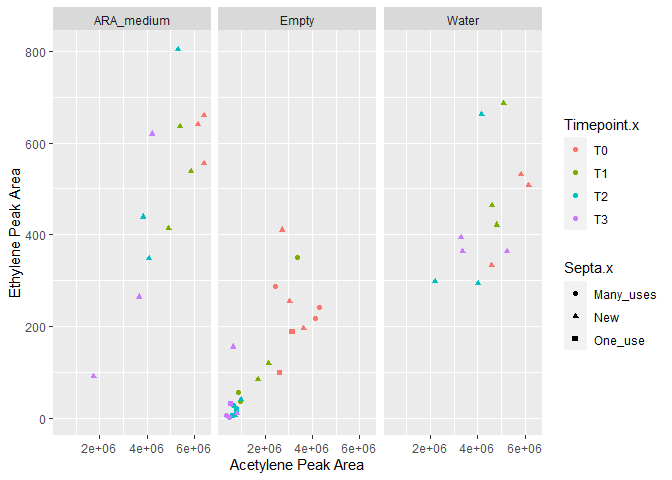 ARA_medium Empty Water
800
600
400
200
0
Ethylene Peak Area
2e+06 4e+06 6e+06 2e+06 4e+06 6e+06 2e+06 4e+06 6e+06
Acetylene Peak Area
Timepoint.x
T0
T1
T2
T3
Septa.x
Many_uses
New
One_use